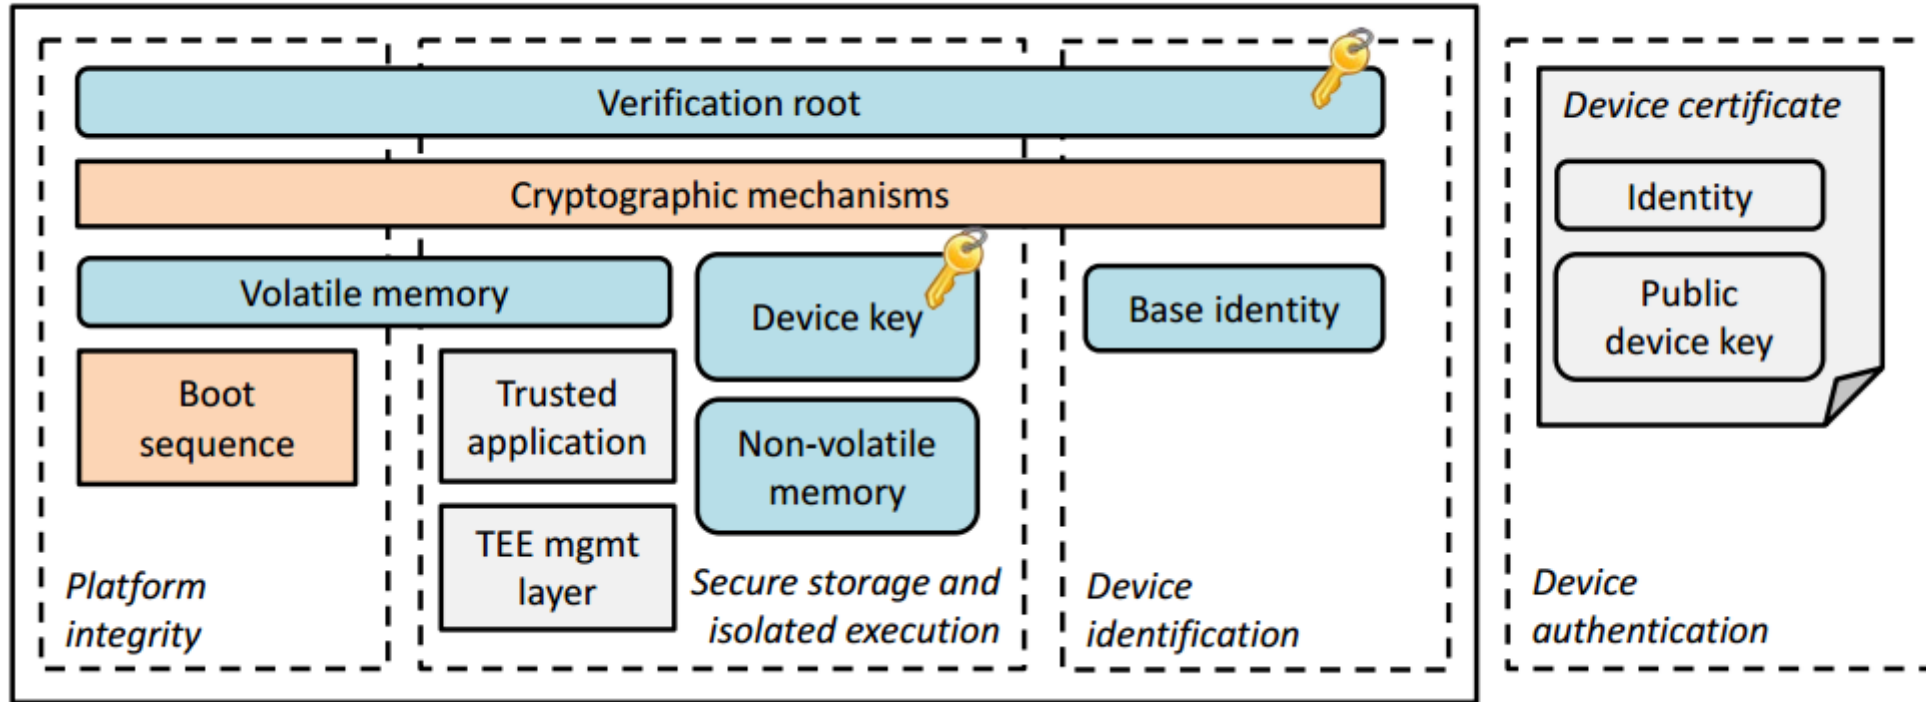 Verification root
Cryptographic mechanisms
Volatile memory
Device key
Base identity
Boot
sequence
Trusted
application
Non-volatile
memory
TEE mgmt
layer
Platform
integrity
Secure storage and
isolated execution
Device
identification
Device certificate
Identity
Public
device key
Device
authentication